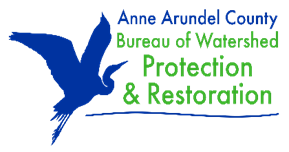 Anne Arundel County
Bureau of Watershed
Protection
& Restoration